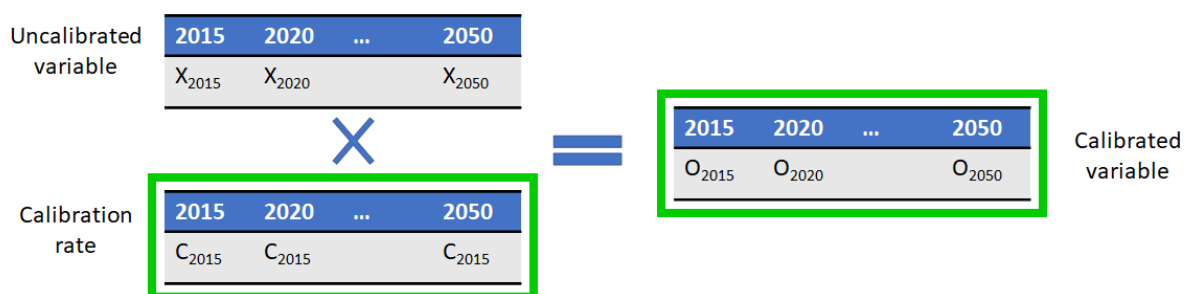 Uncalibrated
variable
2015 2020 ... 2050
X2015 X2020 X2050
2015 2020 ... 2050
O2015 O2020 O2050
Calibrated
variable
Calibration
rate
2015 2020 ... 2050
C2015 C2015 C2015